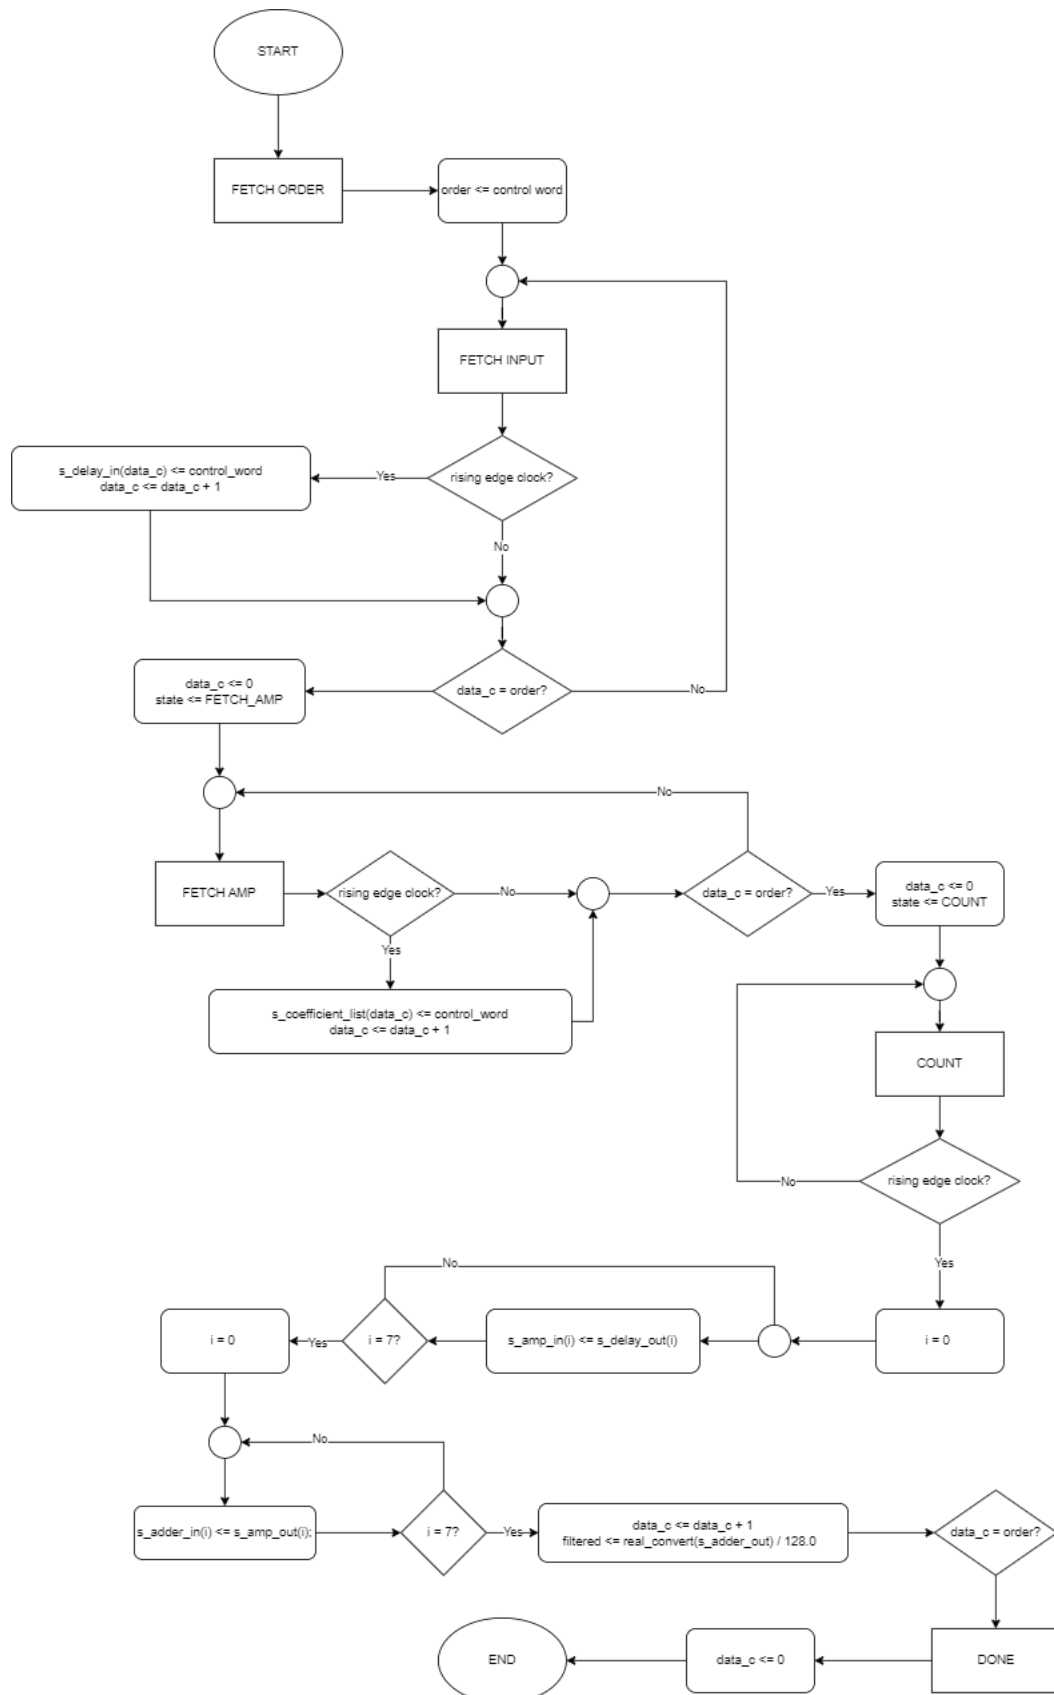 START
FETCH ORDER
order <= control word
FETCH INPUT
rising edge clock?
Yes
s_delay_in(data_c) <= control_word
data_c <= data_c + 1
No
data_c = order?
No
data_c <= 0
state <= FETCH_AMP
No
FETCH AMP
rising edge clock?
No
data_c = order?
Yes
data_c <= 0
state <= COUNT
Yes
s_coefficient_list(data_c) <= control_word
data_c <= data_c + 1
COUNT
rising edge clock?
No
Yes
No
i = 0
s_amp_in(i) <= s_delay_out(i)
i = 7?
Yes
i = 0
No
s_adder_in(i) <= s_amp_out(i);
i = 7?
Yes
data_c <= data_c + 1
filtered <= real_convert(s_adder_out) / 128.0
data_c = order?
DONE
data_c <= 0
END